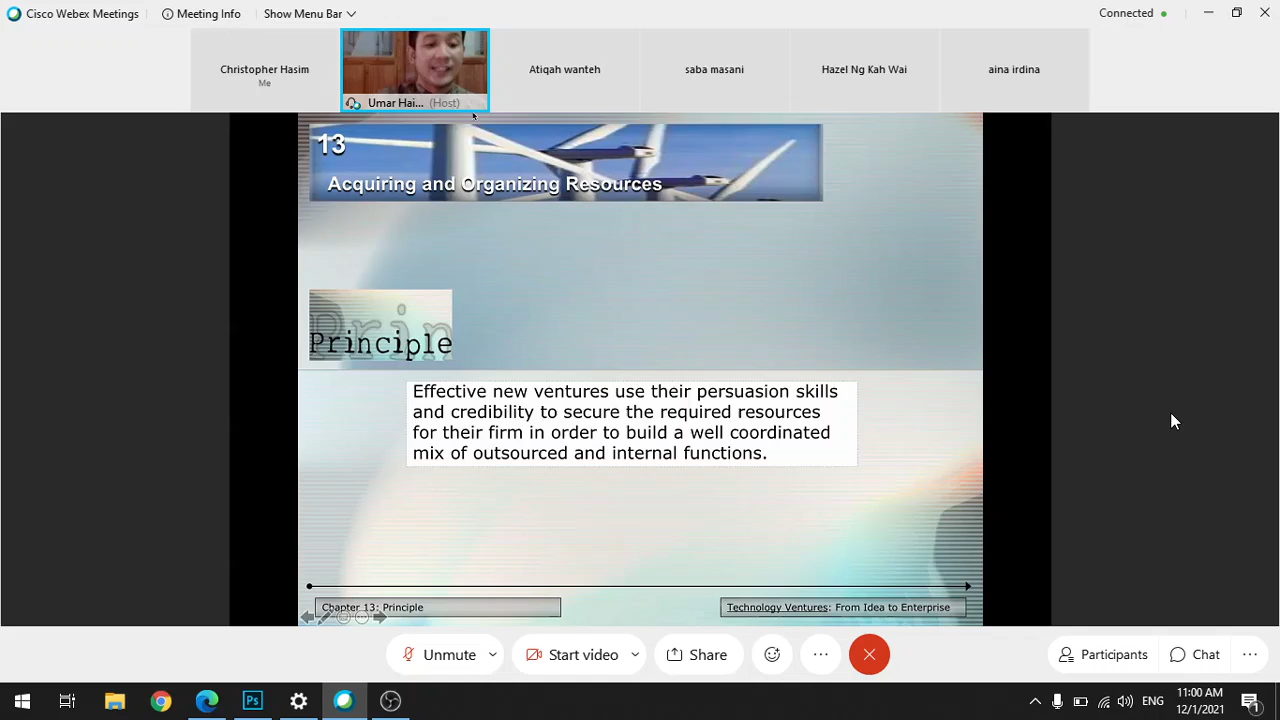 Cisco Webex Meetings
Meeting Info
Show Menu Bar
Connected
Christopher Hasim
Me
Umar Hai... (Host)
Atiqah wanteh
saba masani
Hazel Ng Kah Wai
aina irdina
13
Acquiring and Organizing Resources
Prin
Principle
Effective new ventures use their persuasion skills
and credibility to secure the required resources
for their firm in order to build a well coordinated
mix of outsourced and internal functions.
Chapter 13: Principle
Technology Ventures: From Idea to Enterprise
Unmute
Start video
Share
Participants
Chat
Ps
ENG
11:00 AM
12/1/2021
1